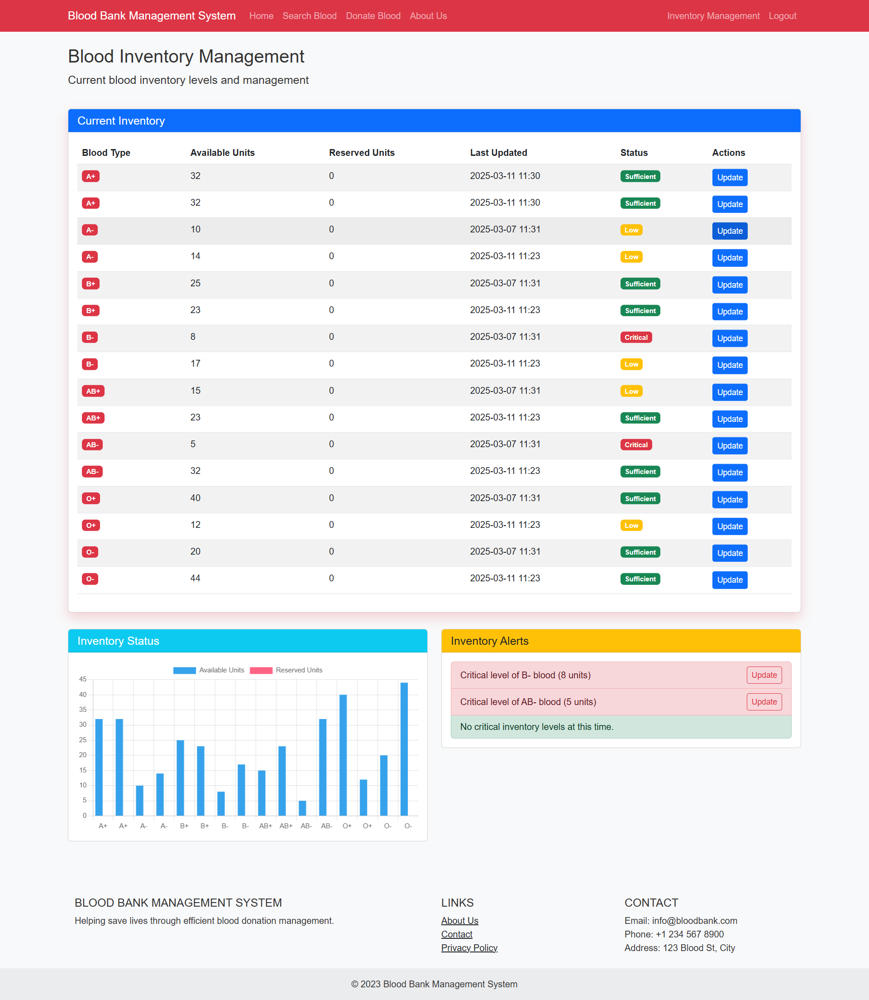 Blood Bank Management System Home Search Blood Donate Blood About Us Inventory Management Logout
Blood Inventory Management
Current blood inventory levels and management
Current Inventory
Blood Type Available Units Reserved Units Last Updated Status Actions
A+ 32 0 2025-03-11 11:30 Sufficient Update
A+ 32 0 2025-03-11 11:30 Sufficient Update
A- 10 0 2025-03-07 11:31 Low Update
A- 14 0 2025-03-11 11:23 Low Update
B+ 25 0 2025-03-07 11:31 Sufficient Update
B+ 23 0 2025-03-11 11:23 Sufficient Update
B- 8 0 2025-03-07 11:31 Critical Update
B- 17 0 2025-03-11 11:23 Low Update
AB+ 15 0 2025-03-07 11:31 Low Update
AB+ 23 0 2025-03-11 11:23 Sufficient Update
AB- 5 0 2025-03-07 11:31 Critical Update
AB- 32 0 2025-03-11 11:23 Sufficient Update
O+ 40 0 2025-03-07 11:31 Sufficient Update
O+ 12 0 2025-03-11 11:23 Low Update
O- 20 0 2025-03-07 11:31 Sufficient Update
O- 44 0 2025-03-11 11:23 Sufficient Update
Inventory Status
Available Units Reserved Units
45
40
35
30
25
20
15
10
5
0
A+ A+ A- A- B+ B+ B- B- AB+ AB+ AB- AB- O+ O+ O- O-
Inventory Alerts
Critical level of B- blood (8 units) Update
Critical level of AB- blood (5 units) Update
No critical inventory levels at this time.
BLOOD BANK MANAGEMENT SYSTEM
Helping save lives through efficient blood donation management.
LINKS
About Us
Contact
Privacy Policy
CONTACT
Email: info@bloodbank.com
Phone: +1 234 567 8900
Address: 123 Blood St, City
© 2023 Blood Bank Management System